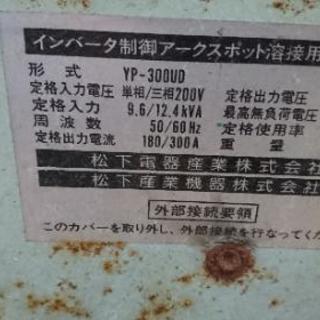 インバータ制御アークスポット溶接用
形式 YP-300UD
定格入力電圧 単相/三相200V 定格出力電圧
定格入力 9.6/12.4kVA 最高無負荷電圧
周波数 50/60Hz 定格使用率
定格出力電流 180/300A 重量
松下電器産業株式会
松下産業機器株式会
外部接続要領
このカバーを取り外し、外部接続を行なってくだ